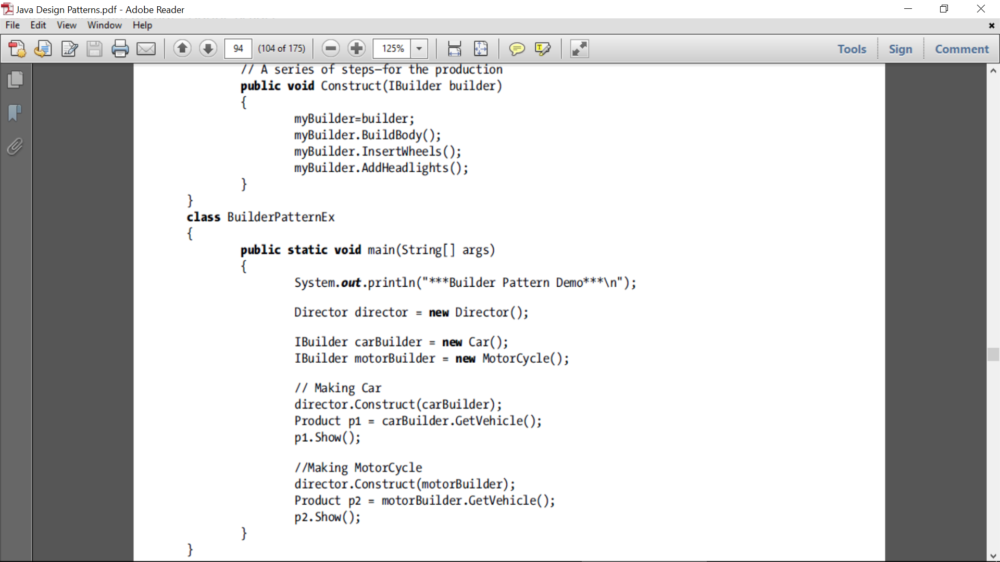 Java Design Patterns.pdf - Adobe Reader
File Edit View Window Help
94 (104 of 175) 125% Tools Sign Comment
// A series of steps—for the production
public void Construct(IBuilder builder)
{
myBuilder=builder;
myBuilder.BuildBody();
myBuilder.InsertWheels();
myBuilder.AddHeadlights();
}
}
class BuilderPatternEx
{
public static void main(String[] args)
{
System.out.println("***Builder Pattern Demo***\n");
Director director = new Director();
IBuilder carBuilder = new Car();
IBuilder motorBuilder = new MotorCycle();
// Making Car
director.Construct(carBuilder);
Product p1 = carBuilder.GetVehicle();
p1.Show();
//Making MotorCycle
director.Construct(motorBuilder);
Product p2 = motorBuilder.GetVehicle();
p2.Show();
}
}